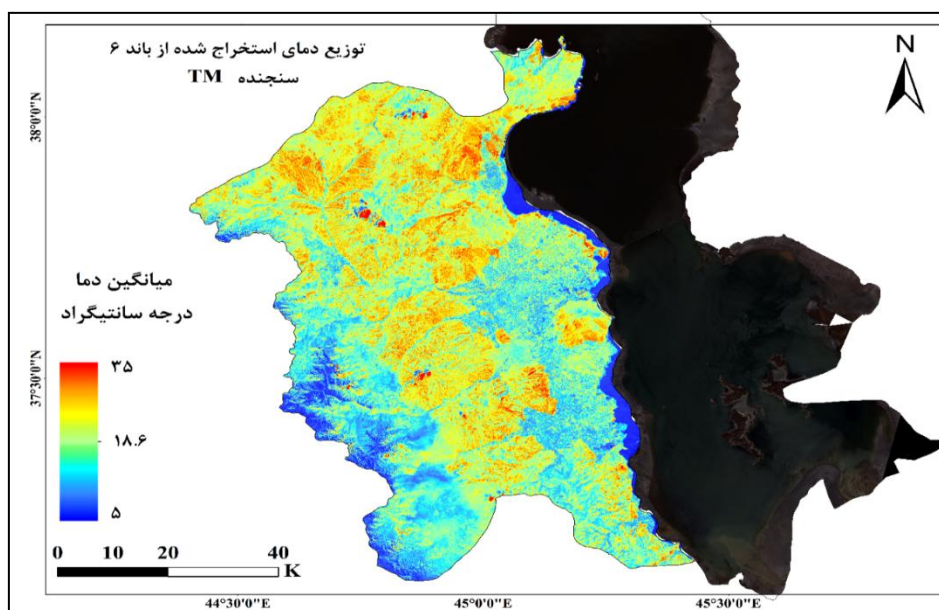 توزیع دمای استخراج شده از باند ۶
سنجنده TM
N
38°0'0"N
37°30'0"N
میانگین دما
درجه سانتیگراد
۳۵
۱۸.۶
۵
0 10 20 40
K
44°30'0"E 45°0'0"E 45°30'0"E